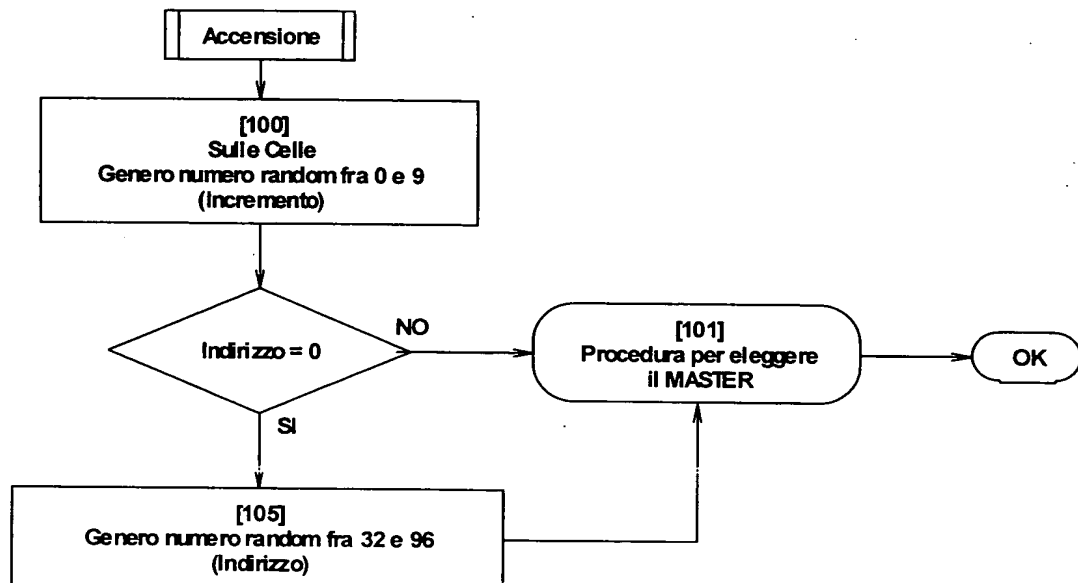 Accensione
[100]
Sulle Celle
Genero numero random fra 0 e 9
(Incremento)
Indirizzo = 0
NO
[101]
Procedura per eleggere
il MASTER
OK
SI
[105]
Genero numero random fra 32 e 96
(Indirizzo)